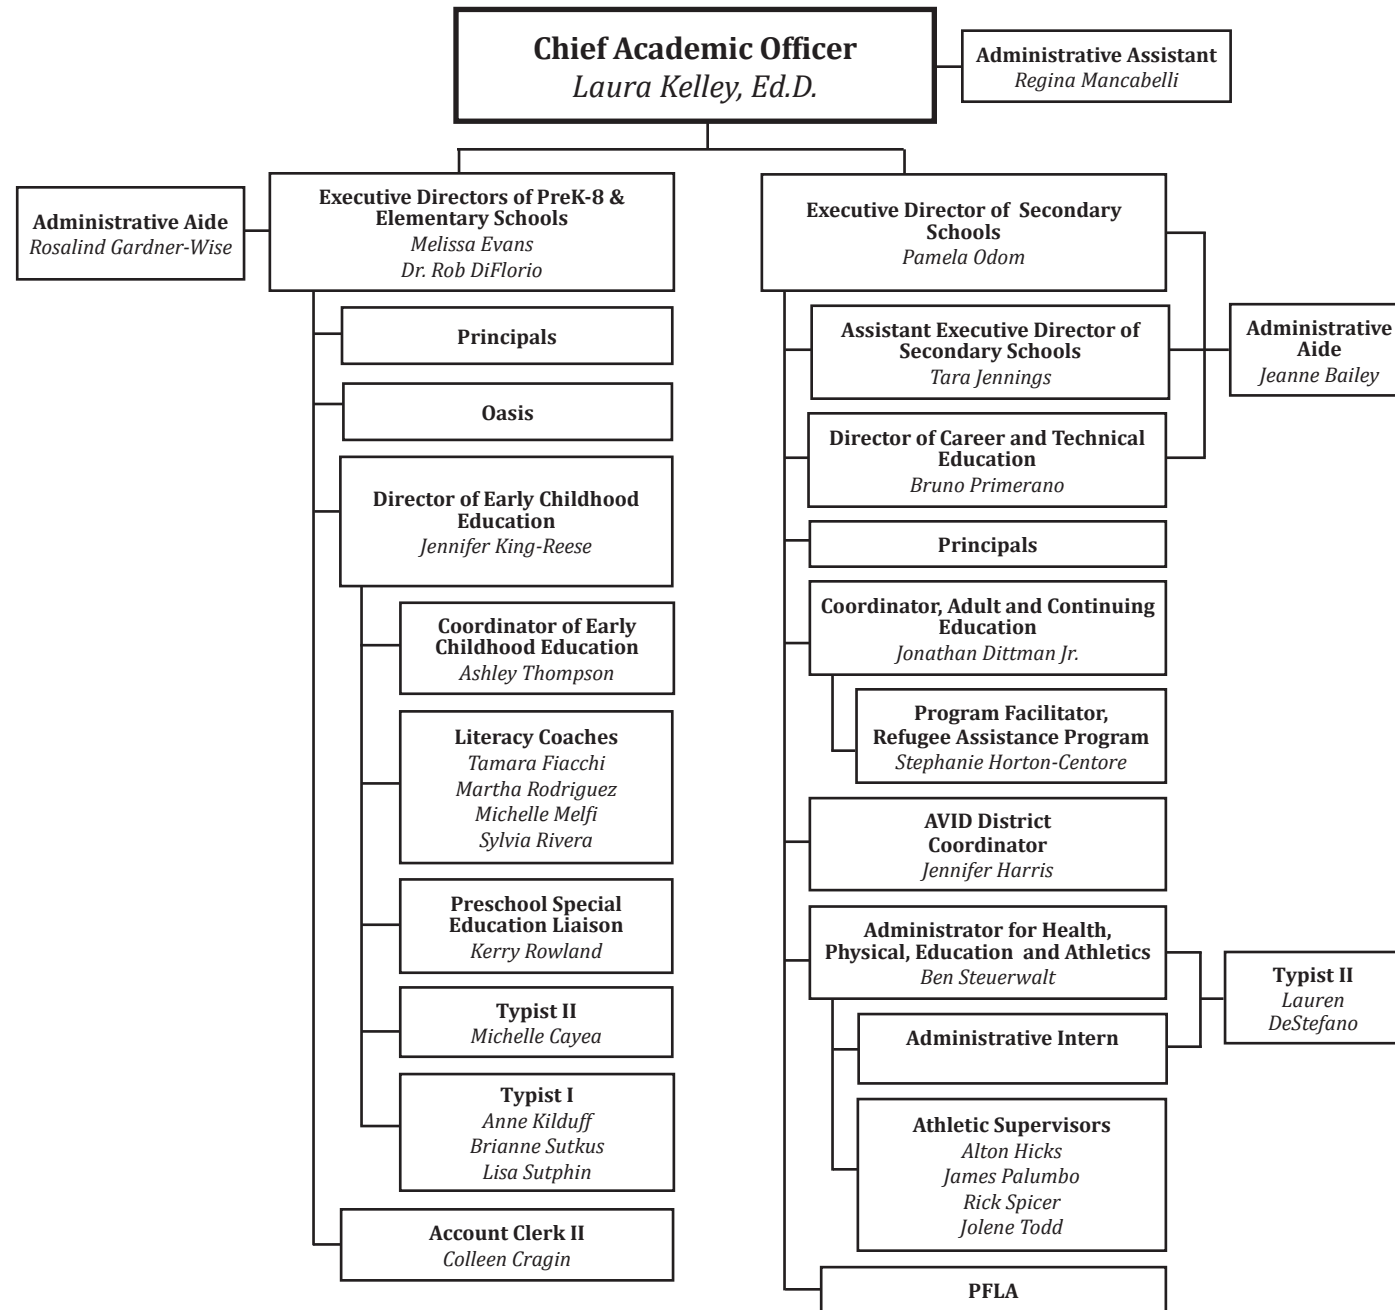 Chief Academic Officer
Laura Kelley, Ed.D.
Administrative Assistant
Regina Mancabelli
Administrative Aide
Rosalind Gardner-Wise
Executive Directors of PreK-8 &
Elementary Schools
Melissa Evans
Dr. Rob DiFlorio
Principals
Oasis
Director of Early Childhood
Education
Jennifer King-Reese
Coordinator of Early
Childhood Education
Ashley Thompson
Literacy Coaches
Tamara Fiacchi
Martha Rodriguez
Michelle Melfi
Sylvia Rivera
Preschool Special
Education Liaison
Kerry Rowland
Typist II
Michelle Cayea
Typist I
Anne Kilduff
Brianne Sutkus
Lisa Sutphin
Account Clerk II
Colleen Cragin
Executive Director of Secondary
Schools
Pamela Odom
Assistant Executive Director of
Secondary Schools
Tara Jennings
Administrative
Aide
Jeanne Bailey
Director of Career and Technical
Education
Bruno Primerano
Principals
Coordinator, Adult and Continuing
Education
Jonathan Dittman Jr.
Program Facilitator,
Refugee Assistance Program
Stephanie Horton-Centore
AVID District
Coordinator
Jennifer Harris
Administrator for Health,
Physical, Education and Athletics
Ben Steuerwalt
Typist II
Lauren
DeStefano
Administrative Intern
Athletic Supervisors
Alton Hicks
James Palumbo
Rick Spicer
Jolene Todd
PFLA